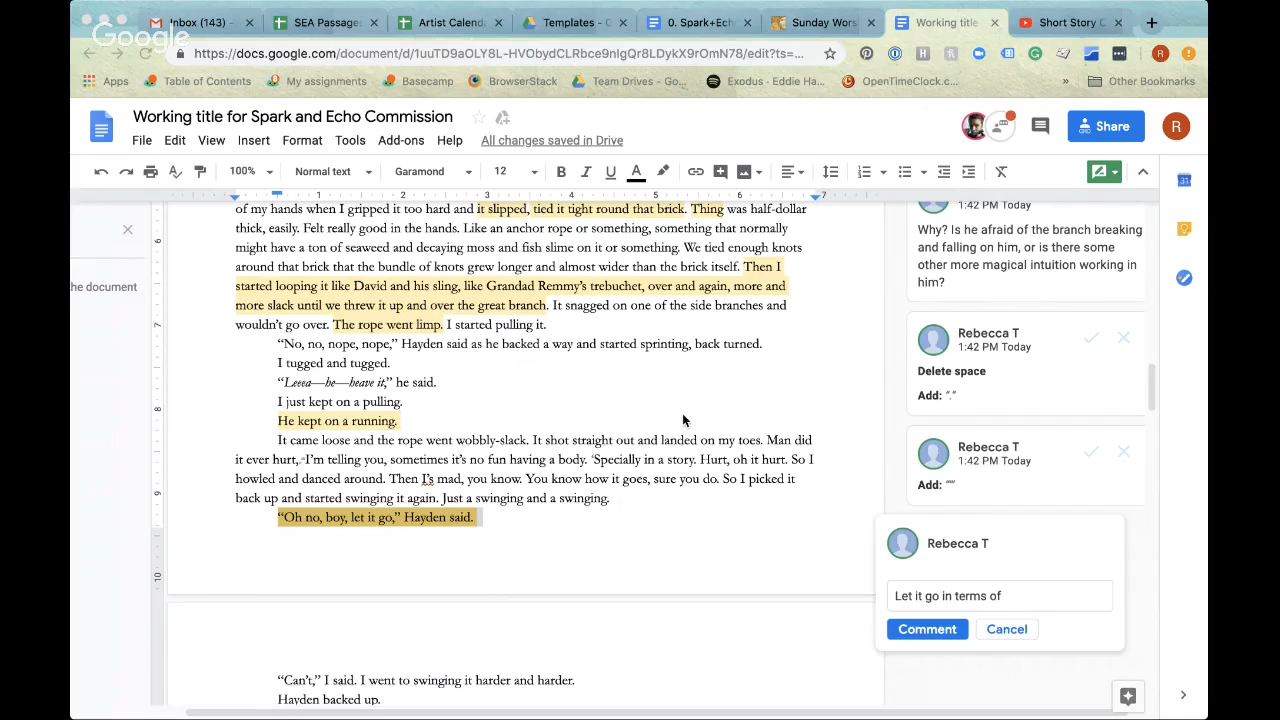 Inbox (143) -
SEA Passage
Artist Calend
Templates - C
0. Spark+Ech
Sunday Wors
Working title
Short Story C
Google
https://docs.google.com/document/d/1uuTD9aOLY8L-HVObydCLRbce9nIgQr8LDykX9rOmN78/edit?ts=...
Apps
Table of Contents
My assignments
Basecamp
BrowserStack
Team Drives - Go...
Exodus - Eddie Ha...
OpenTimeClock.c...
»
Other Bookmarks
Working title for Spark and Echo Commission
File Edit View Insert Format Tools Add-ons Help All changes saved in Drive
Share
R
100% Normal text Garamond 12
1 2 3 4 5 6 7
of my hands when I gripped it too hard and it slipped, tied it tight round that brick. Thing was half-dollar
thick, easily. Felt really good in the hands. Like an anchor rope or something, something that normally
might have a ton of seaweed and decaying moss and fish slime on it or something. We tied enough knots
around that brick that the bundle of knots grew longer and almost wider than the brick itself. Then I
started looping it like David and his sling, like Grandad Remmy's trebuchet, over and again, more and
more slack until we threw it up and over the great branch. It snagged on one of the side branches and
wouldn't go over. The rope went limp. I started pulling it.
“No, no, nope, nope,” Hayden said as he backed a way and started sprinting, back turned.
I tugged and tugged.
“Leeea—he—heave it,” he said.
I just kept on a pulling.
He kept on a running.
It came loose and the rope went wobbly-slack. It shot straight out and landed on my toes. Man did
it ever hurt, I'm telling you, sometimes it's no fun having a body. 'Specially in a story. Hurt, oh it hurt. So I
howled and danced around. Then I's mad, you know. You know how it goes, sure you do. So I picked it
back up and started swinging it again. Just a swinging and a swinging.
“Oh no, boy, let it go,” Hayden said.
“Can't,” I said. I went to swinging it harder and harder.
Hayden backed up.
he document
6
7
8
9
10
1:42 PM Today
Why? Is he afraid of the branch breaking
and falling on him, or is there some
other more magical intuition working in
him?
Rebecca T
1:42 PM Today
Delete space
Add: “.”
Rebecca T
1:42 PM Today
Add: “"”
Rebecca T
Let it go in terms of
Comment Cancel